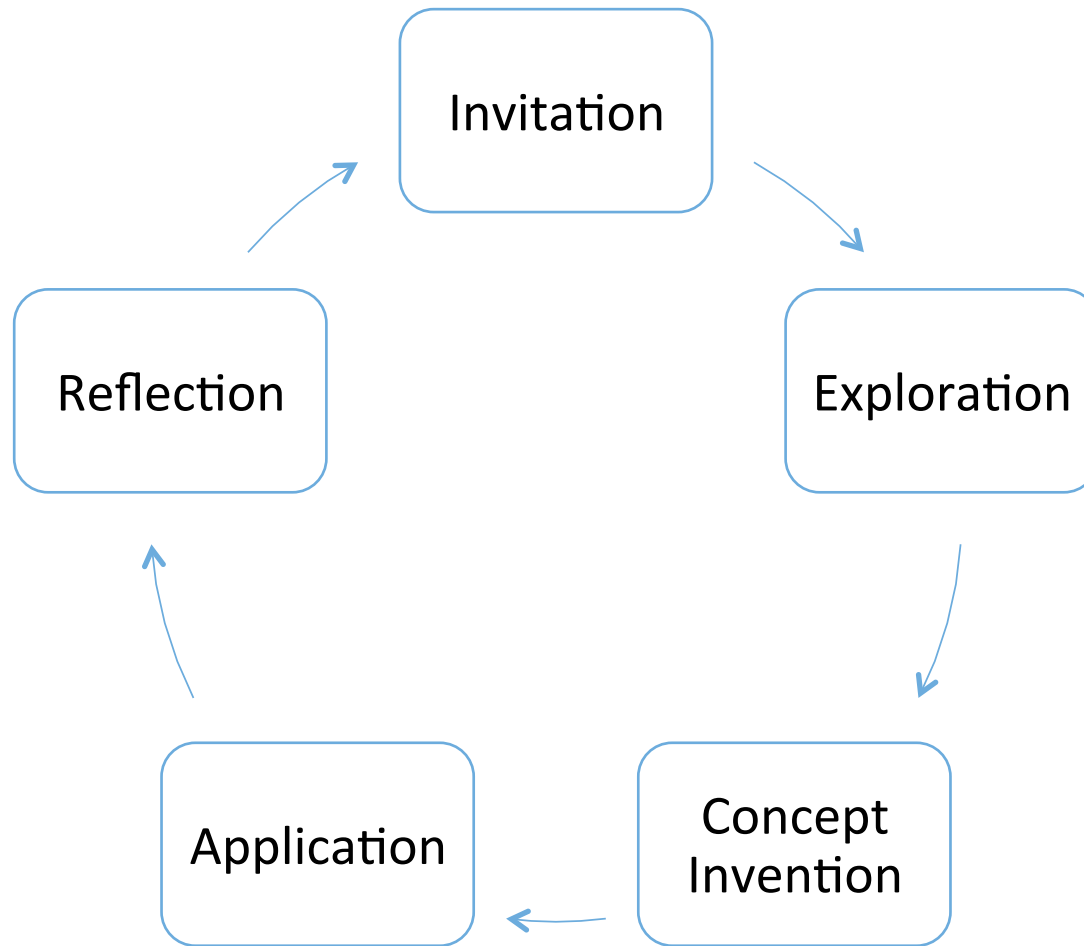 Invitation
Exploration
Concept
Invention
Application
Reflection